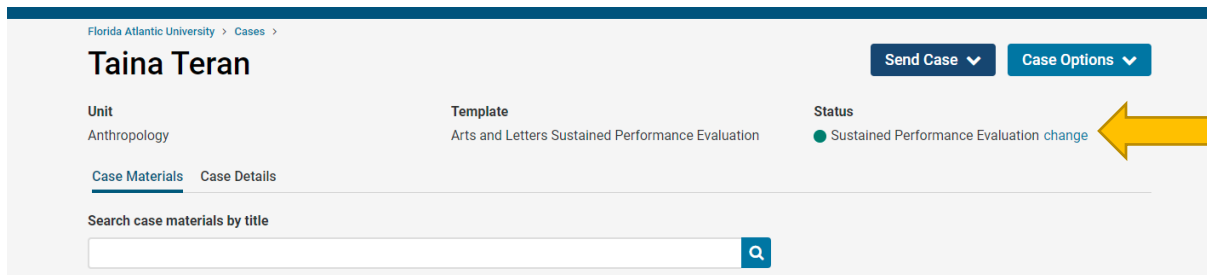 Florida Atlantic University > Cases >
Taina Teran
Send Case
Case Options
Unit
Template
Status
Anthropology
Arts and Letters Sustained Performance Evaluation
Sustained Performance Evaluation change
Case Materials
Case Details
Search case materials by title